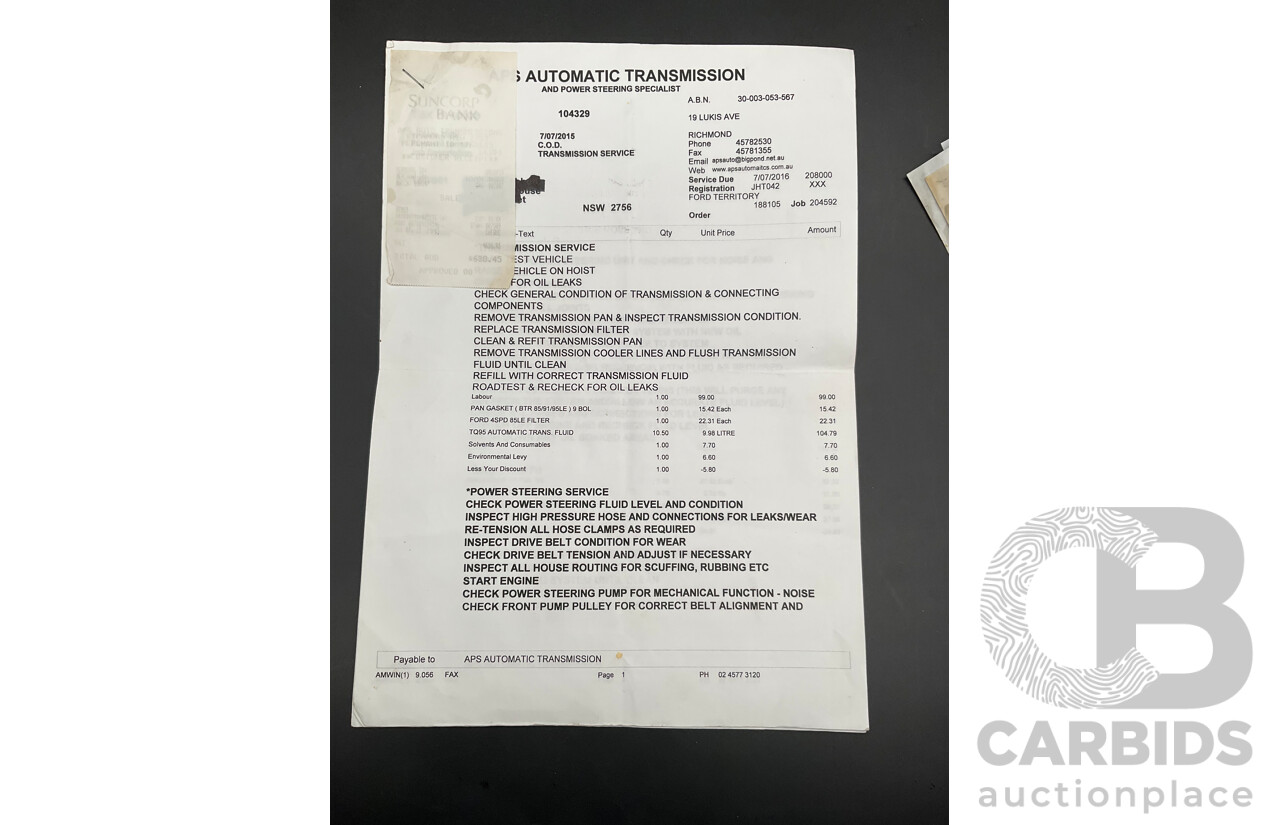 APS AUTOMATIC TRANSMISSION
AND POWER STEERING SPECIALIST
SUNCORP
BANK
104329
7/07/2015
C.O.D.
TRANSMISSION SERVICE
NSW 2756
A.B.N. 30-003-053-567
19 LUKIS AVE
RICHMOND
Phone 45782530
Fax 45781355
Email apsauto@bigpond.net.au
Web www.apsautomaitcs.com.au
Service Due 7/07/2016 208000
Registration JHT042 XXX
FORD TERRITORY
188105 Job 204592
Order
-Text Qty Unit Price Amount
MISSION SERVICE
EST VEHICLE
EHICLE ON HOIST
FOR OIL LEAKS
CHECK GENERAL CONDITION OF TRANSMISSION & CONNECTING
COMPONENTS
REMOVE TRANSMISSION PAN & INSPECT TRANSMISSION CONDITION.
REPLACE TRANSMISSION FILTER
CLEAN & REFIT TRANSMISSION PAN
REMOVE TRANSMISSION COOLER LINES AND FLUSH TRANSMISSION
FLUID UNTIL CLEAN
REFILL WITH CORRECT TRANSMISSION FLUID
ROADTEST & RECHECK FOR OIL LEAKS
Labour 1.00 99.00 99.00
PAN GASKET ( BTR 85/91/95LE ) 9 BOL 1.00 15.42 Each 15.42
FORD 4SPD 85LE FILTER 1.00 22.31 Each 22.31
TQ95 AUTOMATIC TRANS. FLUID 10.50 9.98 LITRE 104.79
Solvents And Consumables 1.00 7.70 7.70
Environmental Levy 1.00 6.60 6.60
Less Your Discount 1.00 -5.80 -5.80
*POWER STEERING SERVICE
CHECK POWER STEERING FLUID LEVEL AND CONDITION
INSPECT HIGH PRESSURE HOSE AND CONNECTIONS FOR LEAKS/WEAR
RE-TENSION ALL HOSE CLAMPS AS REQUIRED
INSPECT DRIVE BELT CONDITION FOR WEAR
CHECK DRIVE BELT TENSION AND ADJUST IF NECESSARY
INSPECT ALL HOUSE ROUTING FOR SCUFFING, RUBBING ETC
START ENGINE
CHECK POWER STEERING PUMP FOR MECHANICAL FUNCTION - NOISE
CHECK FRONT PUMP PULLEY FOR CORRECT BELT ALIGNMENT AND
Payable to APS AUTOMATIC TRANSMISSION
AMWIN(1) 9.056 FAX Page 1 PH 02 4577 3120
CB
CARBIDS
auctionplace